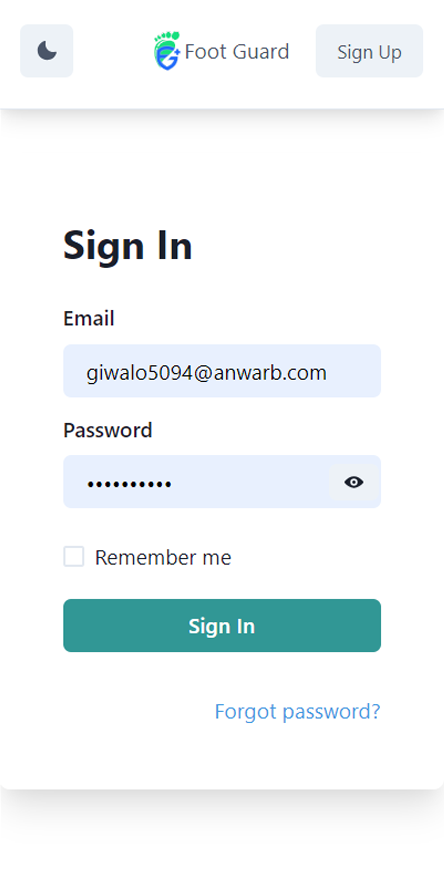 Foot Guard
Sign Up
Sign In
Email
giwalo5094@anwarb.com
Password
••••••••••
Remember me
Sign In
Forgot password?